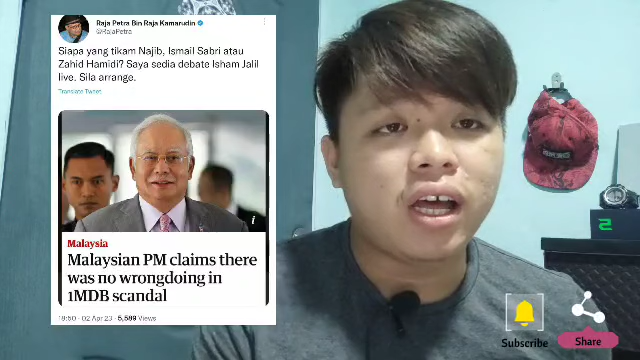 Raja Petra Bin Raja Kamarudin
@RajaPetra
Siapa yang tikam Najib, Ismail Sabri atau
Zahid Hamidi? Saya sedia debate Isham Jalil
live. Sila arrange.
Translate Tweet
Malaysia
Malaysian PM claims there
was no wrongdoing in
1MDB scandal
18:50 · 02 Apr 23 · 5,589 Views
Subscribe
Share